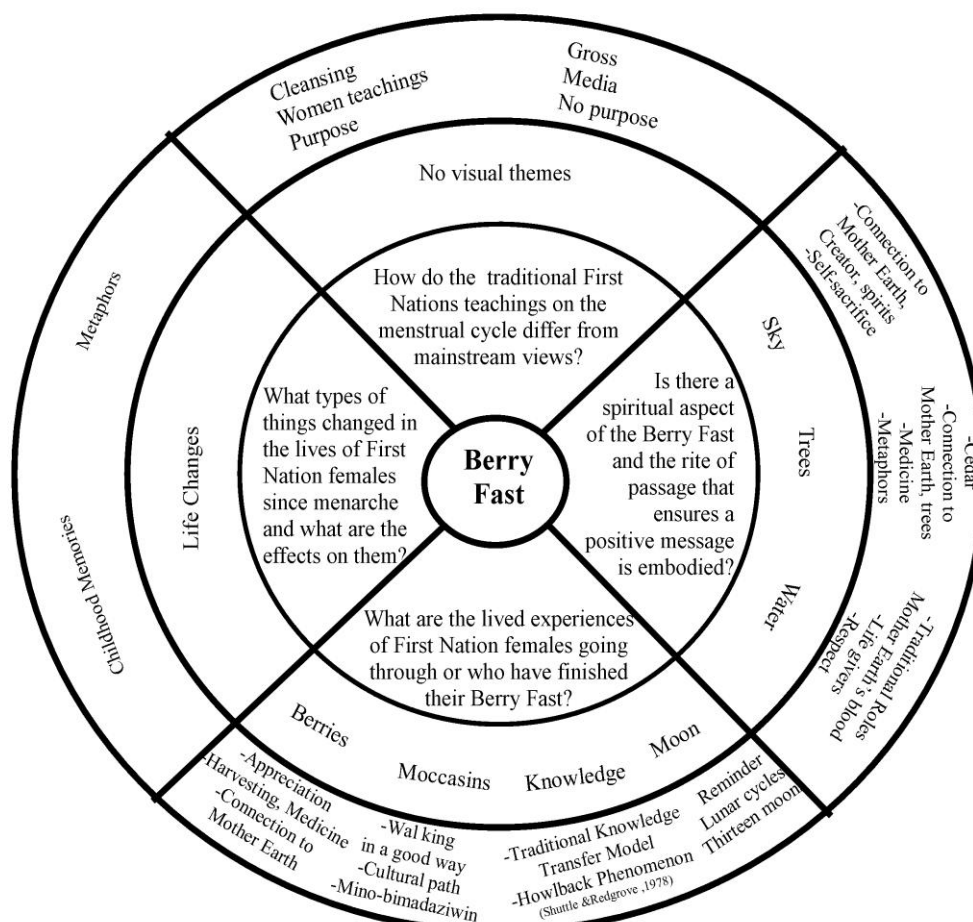 Cleansing
Women teachings
Purpose
Gross
Media
No purpose
No visual themes
How do the traditional First
Nations teachings on the
menstrual cycle differ from
mainstream views?
-Connection to
Mother Earth,
Creator, spirits
-Self-sacrifice
Sky
Is there a
spiritual aspect
of the Berry Fast
and the rite of
passage that
ensures a
positive message
is embodied?
Trees
-Cedar
-Connection to
Mother Earth, trees
-Medicine
-Metaphors
Water
-Traditional Roles
Mother Earth's blood
-Life givers
-Respect
Berry
Fast
What are the lived experiences
of First Nation females going
through or who have finished
their Berry Fast?
Berries
Moccasins
Knowledge
Moon
-Appreciation
-Harvesting, Medicine
-Connection to
Mother Earth
-Wal king
in a good way
-Cultural path
-Mino-bimadaziwin
-Traditional Knowledge
Transfer Model
-Howlback Phenomenon
(Shuttle &Redgrove ,1978)
Reminder
Lunar cycles
Thirteen moon
What types of
things changed in
the lives of First
Nation females
since menarche
and what are the
effects on them?
Life Changes
Metaphors
Childhood Memories